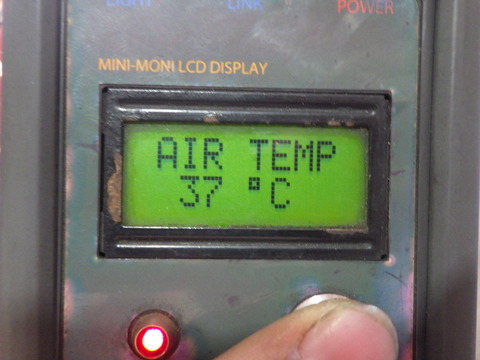 LIGHT LINK POWER
MINI-MONI LCD DISPLAY
AIR TEMP
37 °C